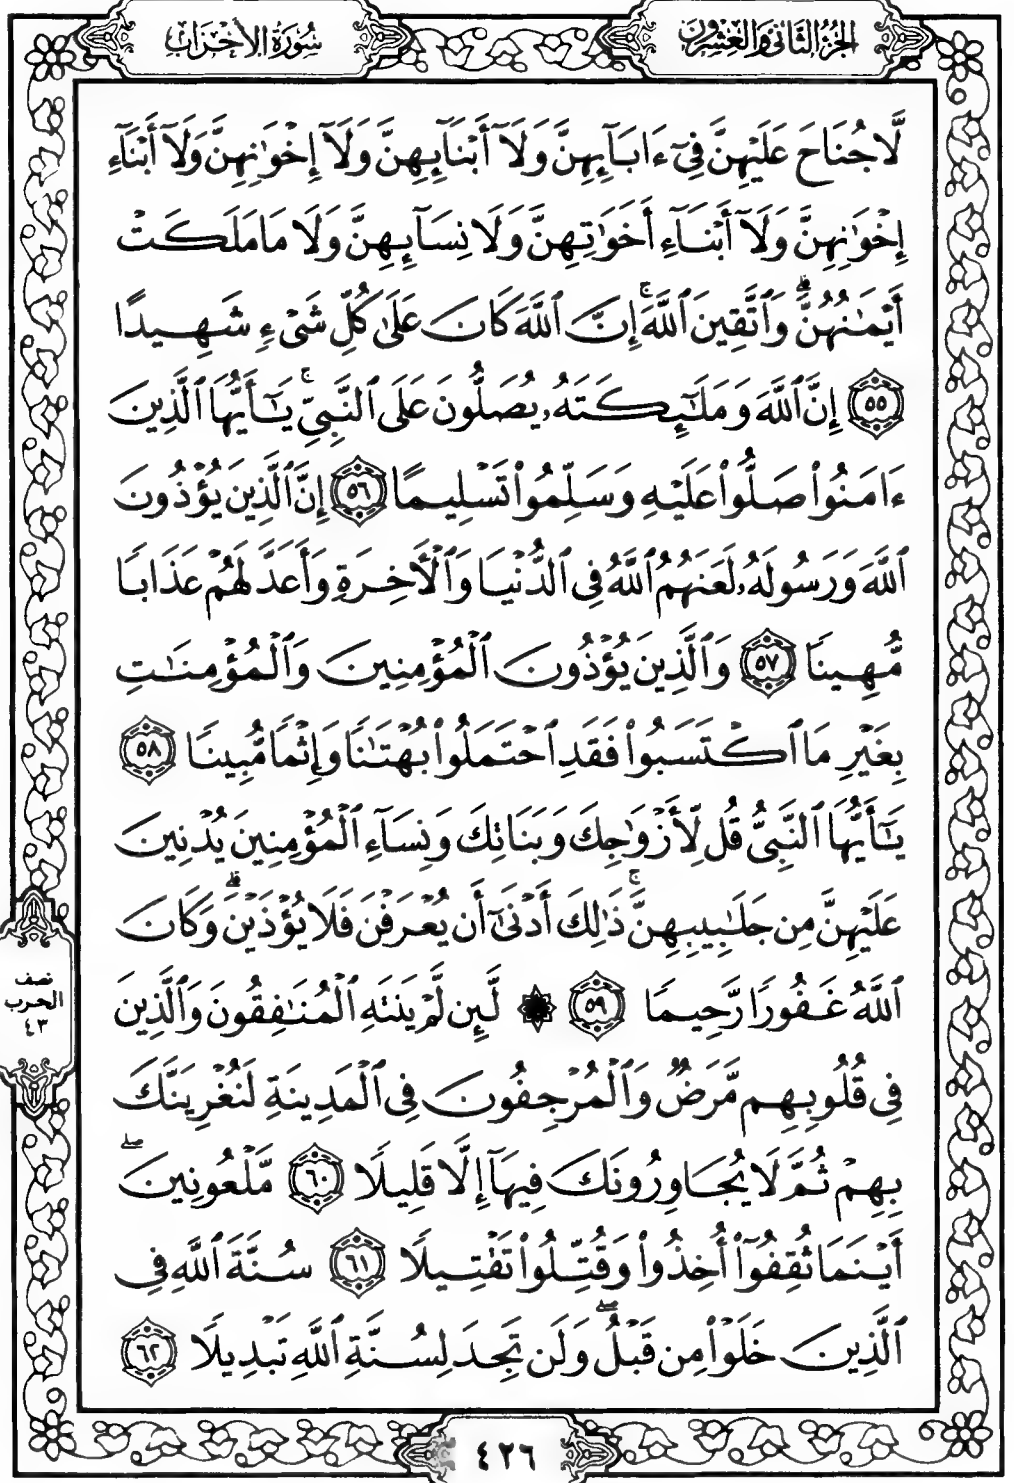 الجزء الثاني والعشرون
سورة الأحزاب
لَّا جُنَاحَ عَلَيْهِنَّ فِىٓ ءَابَآئِهِنَّ وَلَآ أَبْنَآئِهِنَّ وَلَآ إِخْوَٰنِهِنَّ وَلَآ أَبْنَآءِ
إِخْوَٰنِهِنَّ وَلَآ أَبْنَآءِ أَخَوَٰتِهِنَّ وَلَا نِسَآئِهِنَّ وَلَا مَا مَلَكَتْ
أَيْمَٰنُهُنَّ ۗ وَٱتَّقِينَ ٱللَّهَ ۚ إِنَّ ٱللَّهَ كَانَ عَلَىٰ كُلِّ شَىْءٍ شَهِيدًا
٥٥ إِنَّ ٱللَّهَ وَمَلَٰٓئِكَتَهُۥ يُصَلُّونَ عَلَى ٱلنَّبِىِّ ۚ يَٰٓأَيُّهَا ٱلَّذِينَ
ءَامَنُوا۟ صَلُّوا۟ عَلَيْهِ وَسَلِّمُوا۟ تَسْلِيمًا ٥٦ إِنَّ ٱلَّذِينَ يُؤْذُونَ
ٱللَّهَ وَرَسُولَهُۥ لَعَنَهُمُ ٱللَّهُ فِى ٱلدُّنْيَا وَٱلْأَخِرَةِ وَأَعَدَّ لَهُمْ عَذَابًا
مُّهِينًا ٥٧ وَٱلَّذِينَ يُؤْذُونَ ٱلْمُؤْمِنِينَ وَٱلْمُؤْمِنَٰتِ
بِغَيْرِ مَا ٱكْتَسَبُوا۟ فَقَدِ ٱحْتَمَلُوا۟ بُهْتَٰنًا وَإِثْمًا مُّبِينًا ٥٨
يَٰٓأَيُّهَا ٱلنَّبِىُّ قُل لِّأَزْوَٰجِكَ وَبَنَاتِكَ وَنِسَآءِ ٱلْمُؤْمِنِينَ يُدْنِينَ
عَلَيْهِنَّ مِن جَلَٰبِيبِهِنَّ ۚ ذَٰلِكَ أَدْنَىٰٓ أَن يُعْرَفْنَ فَلَا يُؤْذَيْنَ ۗ وَكَانَ
ٱللَّهُ غَفُورًا رَّحِيمًا ٥٩ ۞ لَّئِن لَّمْ يَنتَهِ ٱلْمُنَٰفِقُونَ وَٱلَّذِينَ
فِى قُلُوبِهِم مَّرَضٌ وَٱلْمُرْجِفُونَ فِى ٱلْمَدِينَةِ لَنُغْرِيَنَّكَ
بِهِمْ ثُمَّ لَا يُجَاوِرُونَكَ فِيهَآ إِلَّا قَلِيلًا ٦٠ مَّلْعُونِينَ ۖ
أَيْنَمَا ثُقِفُوٓا۟ أُخِذُوا۟ وَقُتِّلُوا۟ تَقْتِيلًا ٦١ سُنَّةَ ٱللَّهِ فِى
ٱلَّذِينَ خَلَوْا۟ مِن قَبْلُ ۖ وَلَن تَجِدَ لِسُنَّةِ ٱللَّهِ تَبْدِيلًا ٦٢
نصف
الحزب
٤٣
٤٢٦